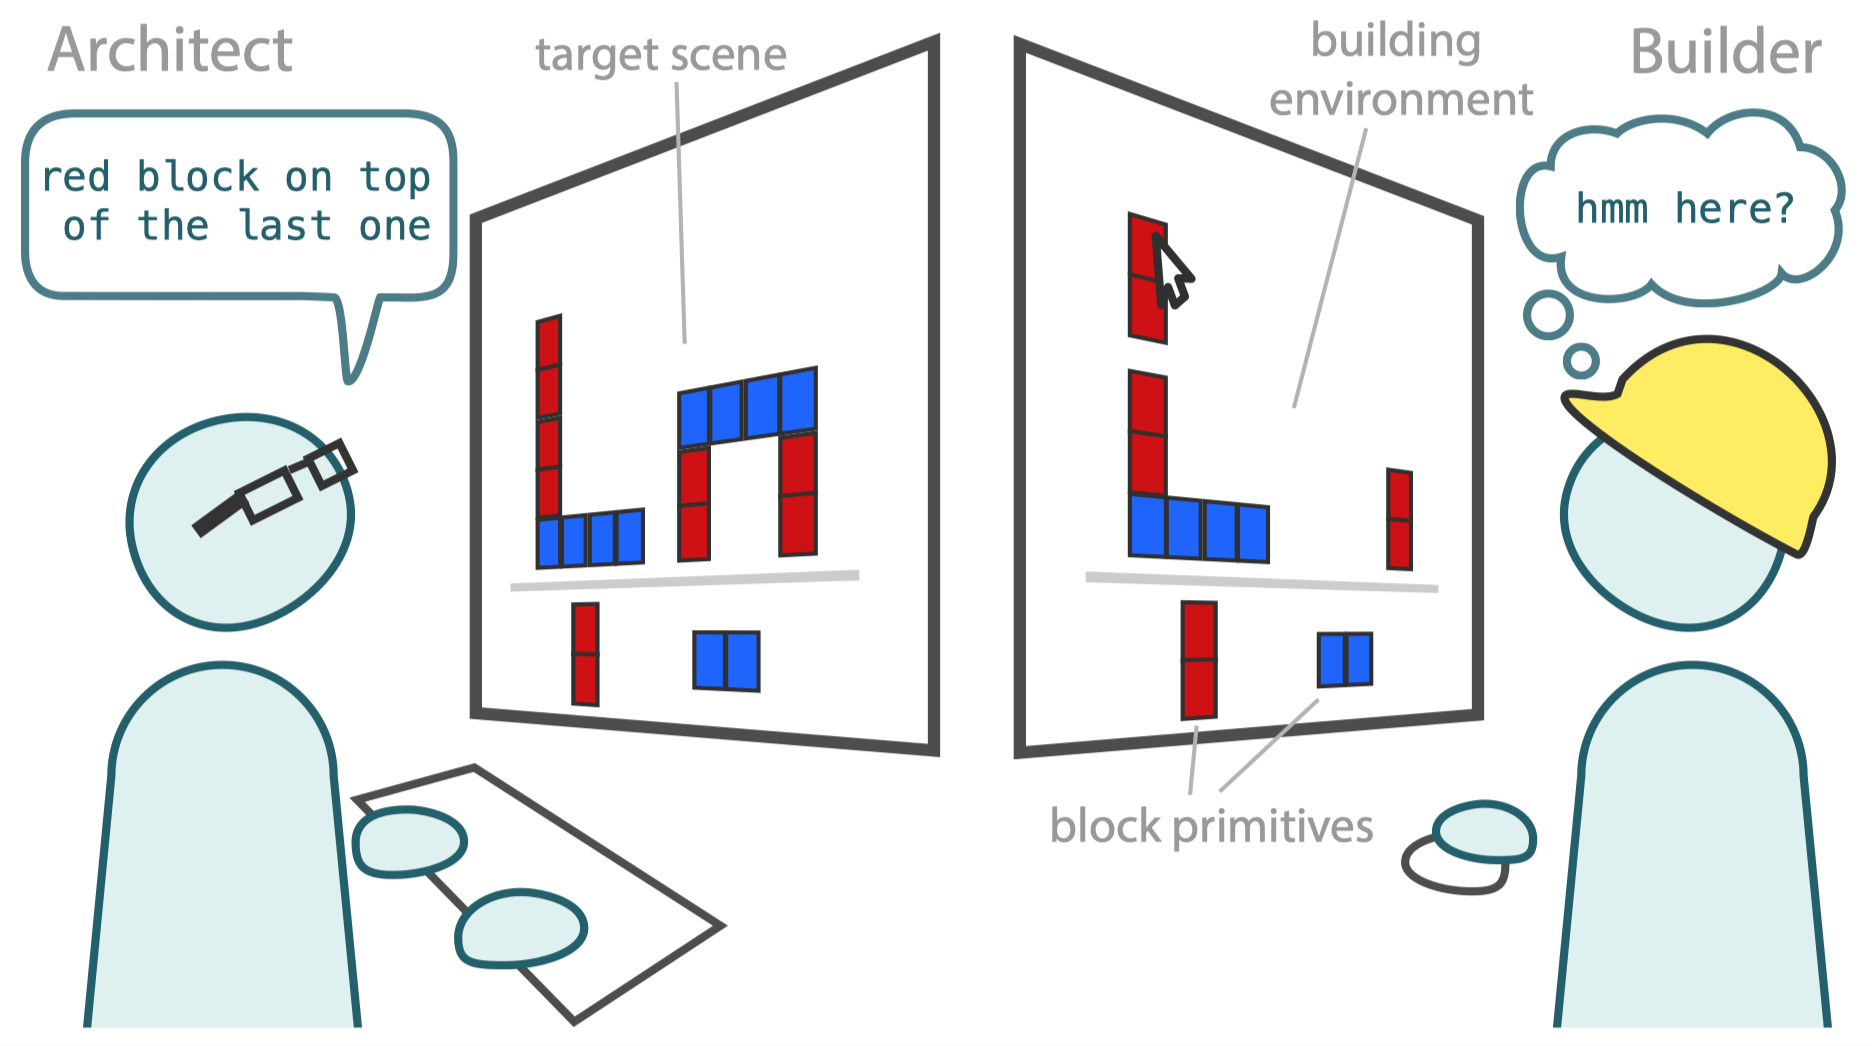 Architect
target scene
building
environment
Builder
red block on top
of the last one
hmm here?
block primitives